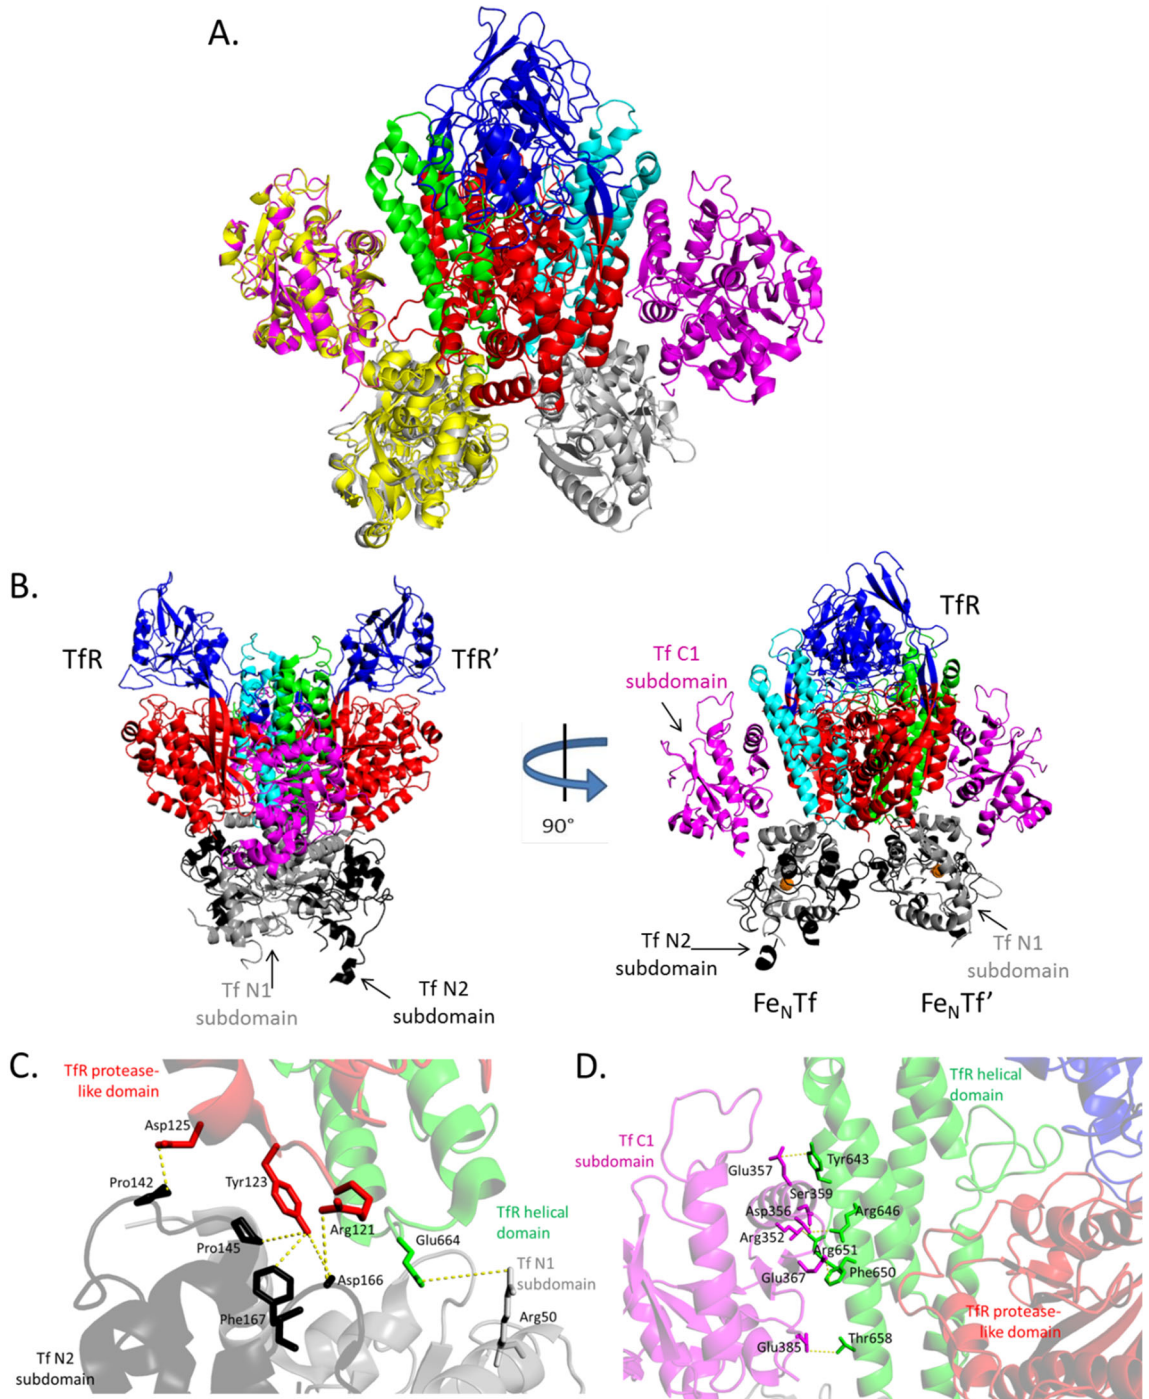 A.
B.
TfR
TfR’
Tf N1
subdomain
Tf N2
subdomain
90°
TfR
Tf C1
subdomain
Tf N2
subdomain
Tf N1
subdomain
FeNTf
FeNTf’
C.
TfR protease-
like domain
Asp125
Pro142
Tyr123
Arg121
Pro145
Glu664
TfR helical
domain
Tf N1
subdomain
Asp166
Phe167
Arg50
Tf N2
subdomain
D.
TfR helical
domain
Tf C1
subdomain
Glu357
Tyr643
Ser359
Asp356
Arg646
Arg352
Arg651
Glu367
Phe650
TfR protease-
like domain
Glu385
Thr658